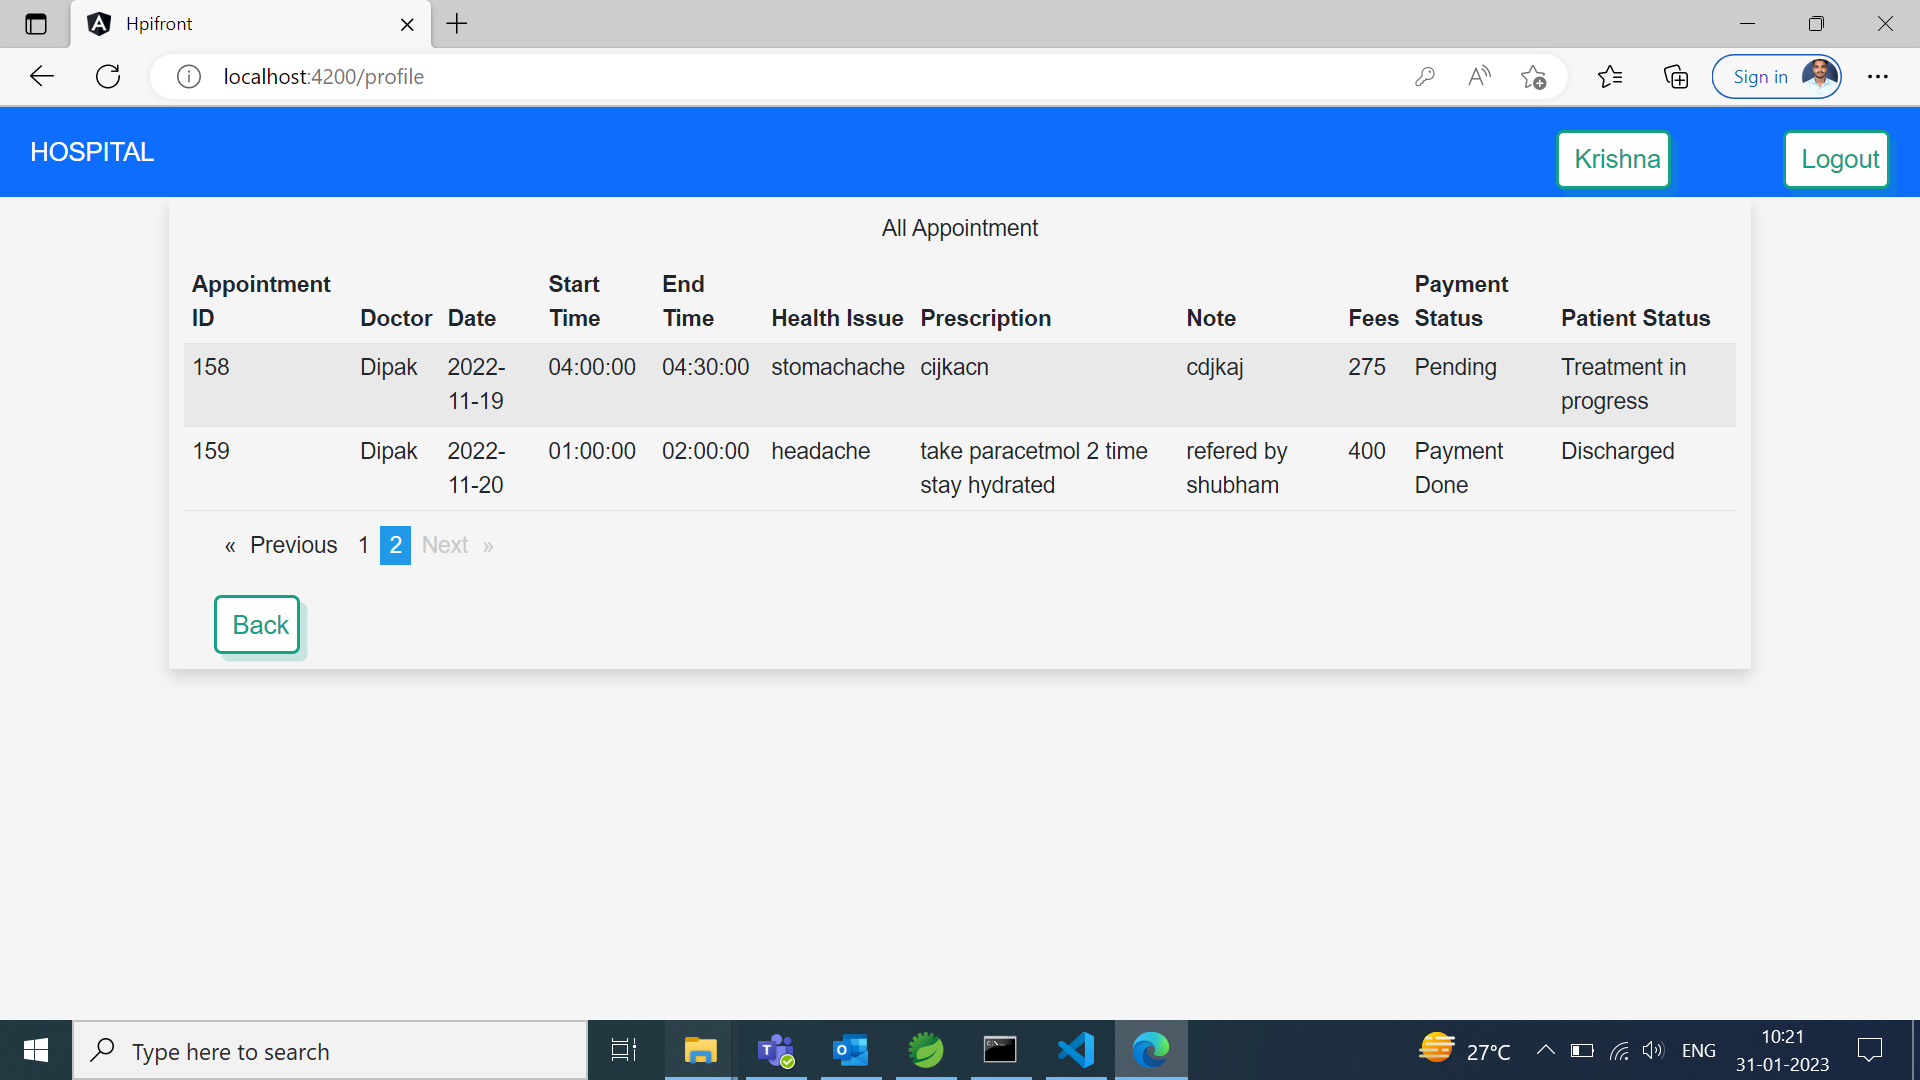 Hpifront
localhost:4200/profile
Sign in
HOSPITAL
Krishna
Logout
All Appointment
Appointment ID Doctor Date Start Time End Time Health Issue Prescription Note Fees Payment Status Patient Status
158 Dipak 2022-11-19 04:00:00 04:30:00 stomachache cijkacn cdjkaj 275 Pending Treatment in progress
159 Dipak 2022-11-20 01:00:00 02:00:00 headache take paracetmol 2 time stay hydrated refered by shubham 400 Payment Done Discharged
« Previous 1 2 Next »
Back
Type here to search
27°C
ENG
10:21
31-01-2023